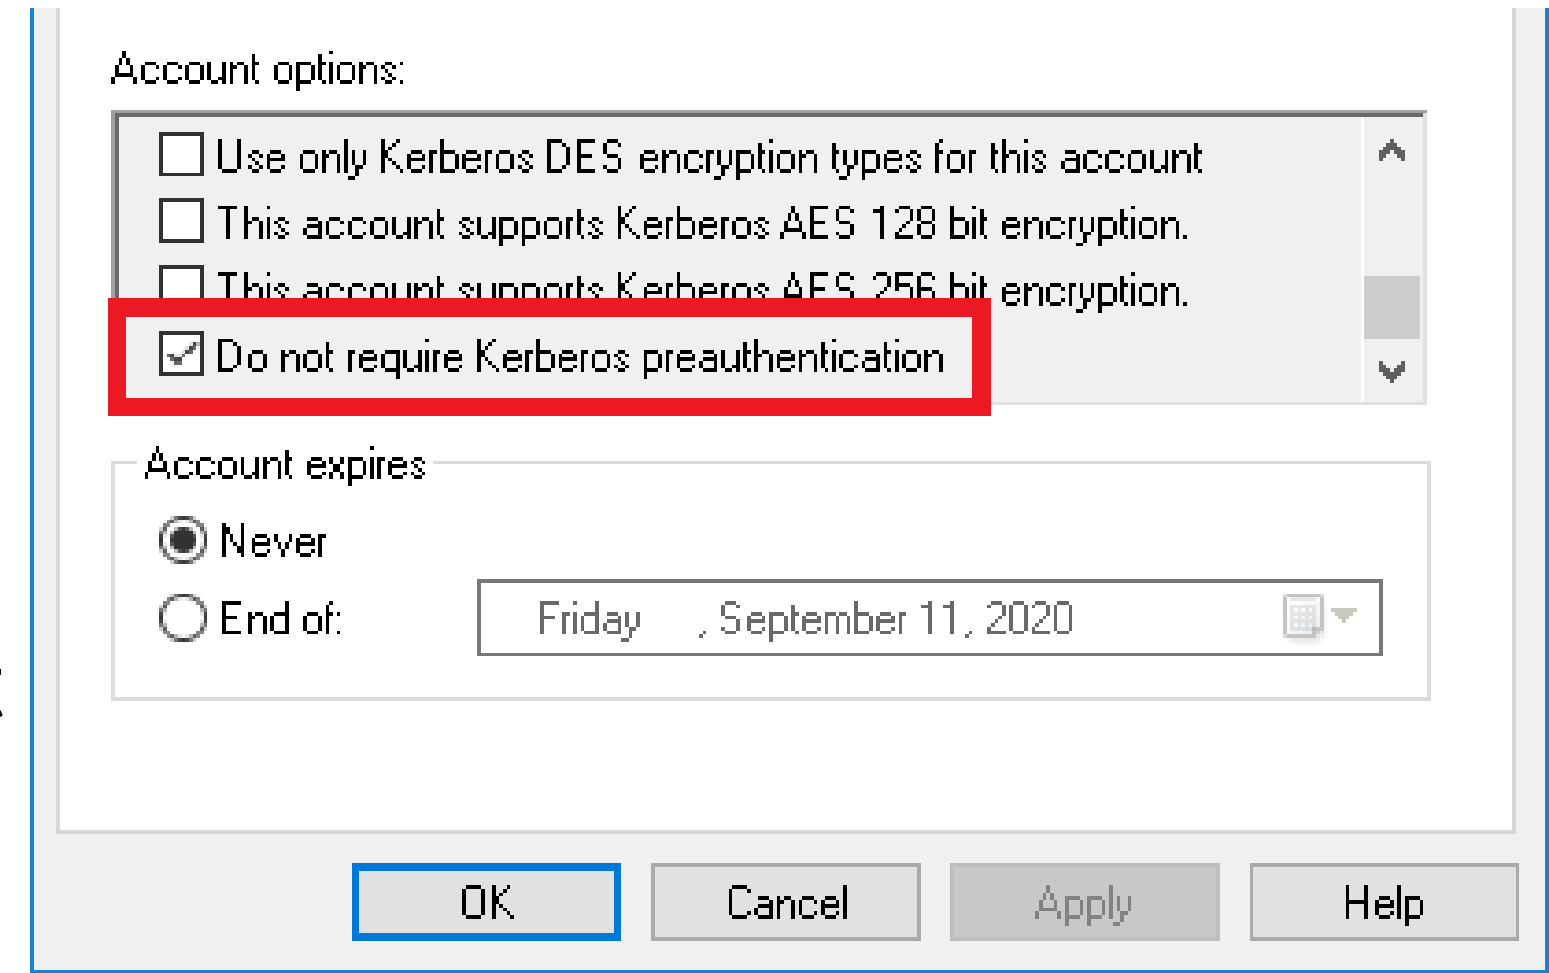 Account options:
Use only Kerberos DES encryption types for this account
This account supports Kerberos AES 128 bit encryption.
This account supports Kerberos AES 256 bit encryption.
Do not require Kerberos preauthentication
Account expires
Never
End of:
Friday , September 11, 2020
OK Cancel Apply Help